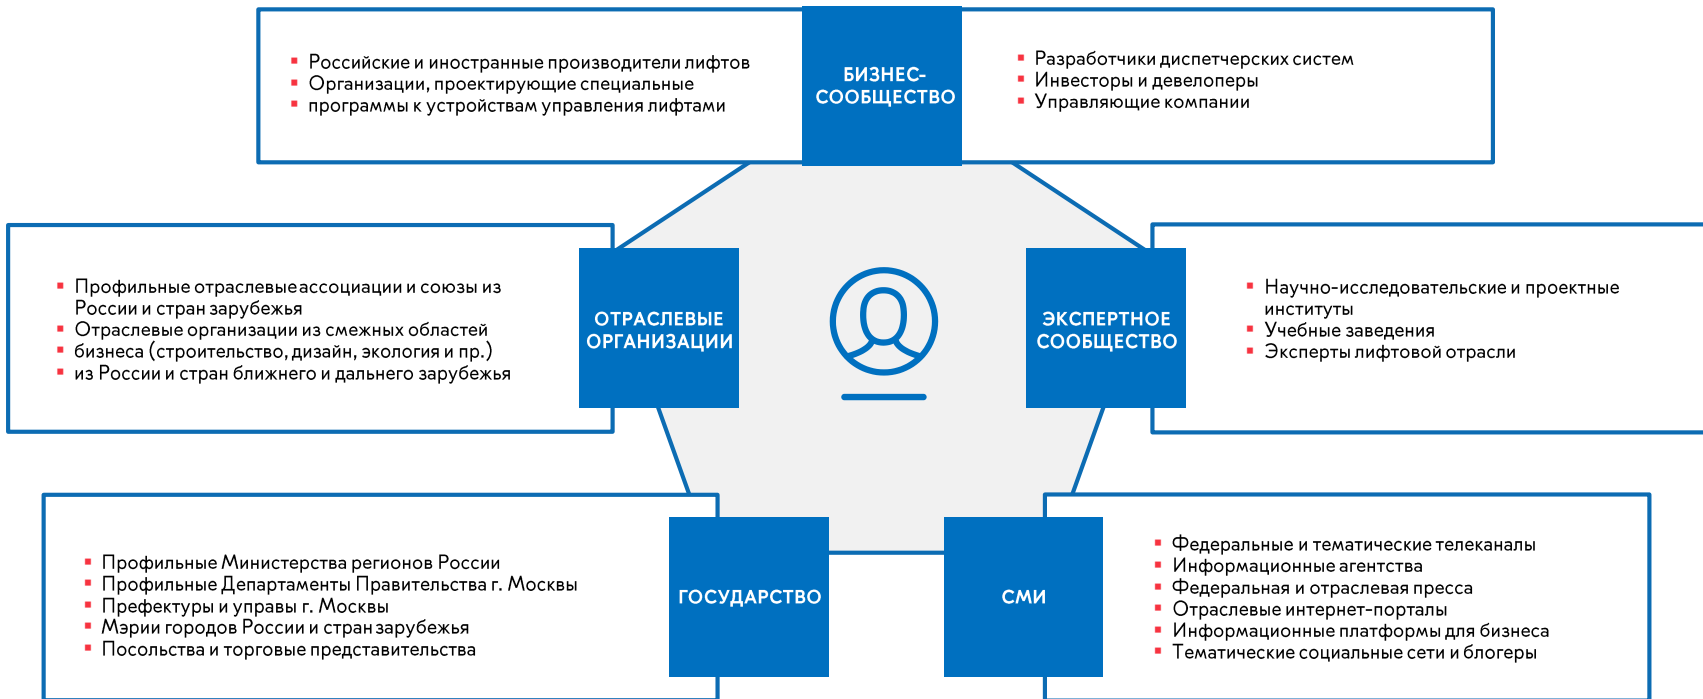 Российские и иностранные производители лифтов
Организации, проектирующие специальные
программы к устройствам управления лифтами
БИЗНЕС-
СООБЩЕСТВО
Разработчики диспетчерских систем
Инвесторы и девелоперы
Управляющие компании
Профильные отраслевые ассоциации и союзы из
России и стран зарубежья
Отраслевые организации из смежных областей
бизнеса (строительство, дизайн, экология и пр.)
из России и стран ближнего и дальнего зарубежья
ОТРАСЛЕВЫЕ
ОРГАНИЗАЦИИ
ЭКСПЕРТНОЕ
СООБЩЕСТВО
Научно-исследовательские и проектные
институты
Учебные заведения
Эксперты лифтовой отрасли
Профильные Министерства регионов России
Профильные Департаменты Правительства г. Москвы
Префектуры и управы г. Москвы
Мэрии городов России и стран зарубежья
Посольства и торговые представительства
ГОСУДАРСТВО
СМИ
Федеральные и тематические телеканалы
Информационные агентства
Федеральная и отраслевая пресса
Отраслевые интернет-порталы
Информационные платформы для бизнеса
Тематические социальные сети и блогеры